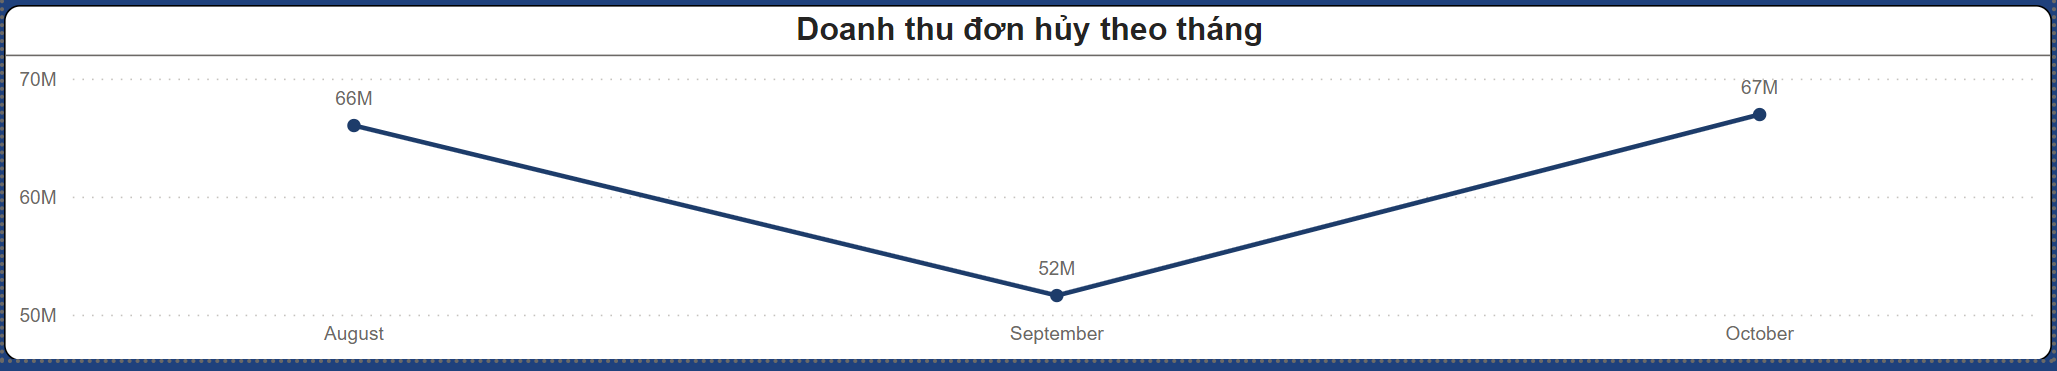 Doanh thu đơn hủy theo tháng
70M
66M
67M
60M
52M
50M
August
September
October